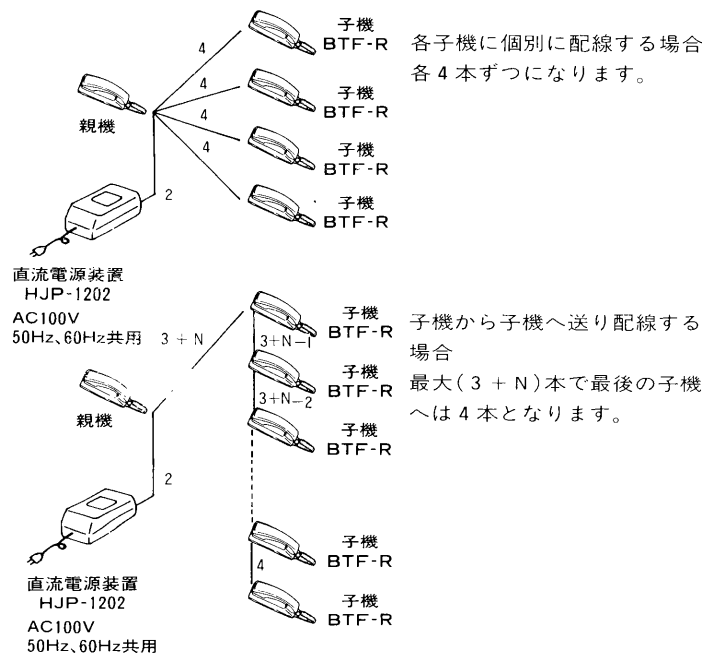 子機
BTF-R
各子機に個別に配線する場合
各4本ずつになります。
4
4
子機
BTF-R
4
親機
子機
BTF-R
4
子機
BTF-R
2
直流電源装置
HJP-1202
AC100V
50Hz、60Hz共用
3 + N
子機
BTF-R
3+N-1
子機から子機へ送り配線する
場合
最大(3 + N)本で最後の子機
へは4本となります。
子機
BTF-R
3+N-2
親機
子機
BTF-R
2
子機
BTF-R
4
子機
BTF-R
直流電源装置
HJP-1202
AC100V
50Hz、60Hz共用